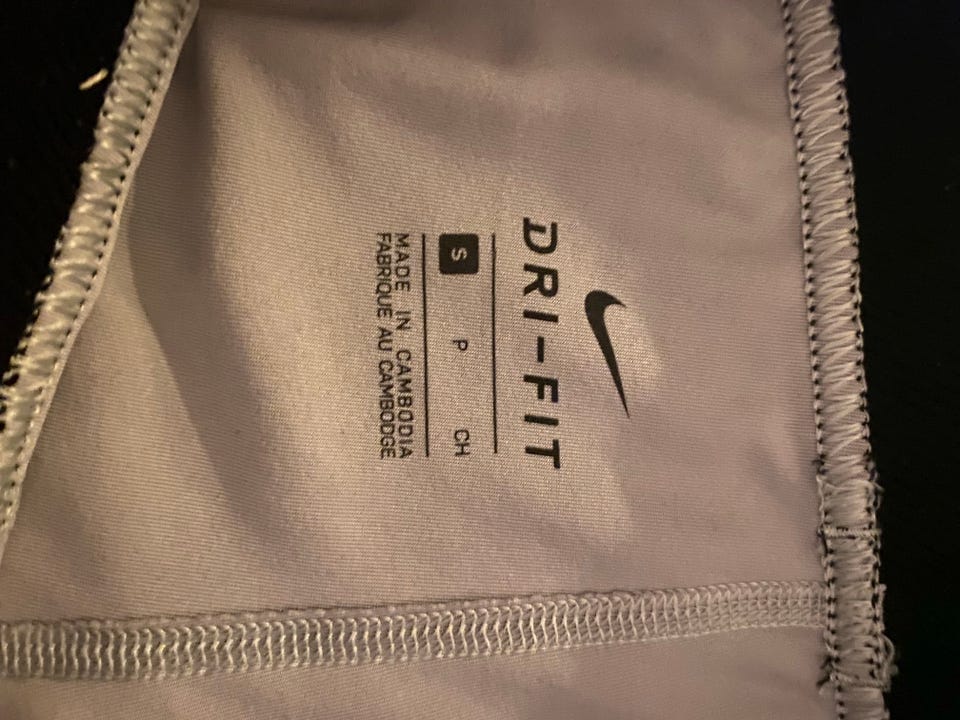 DRI-FIT
S P CH
MADE IN CAMBODIA
FABRIQUE AU CAMBODGE